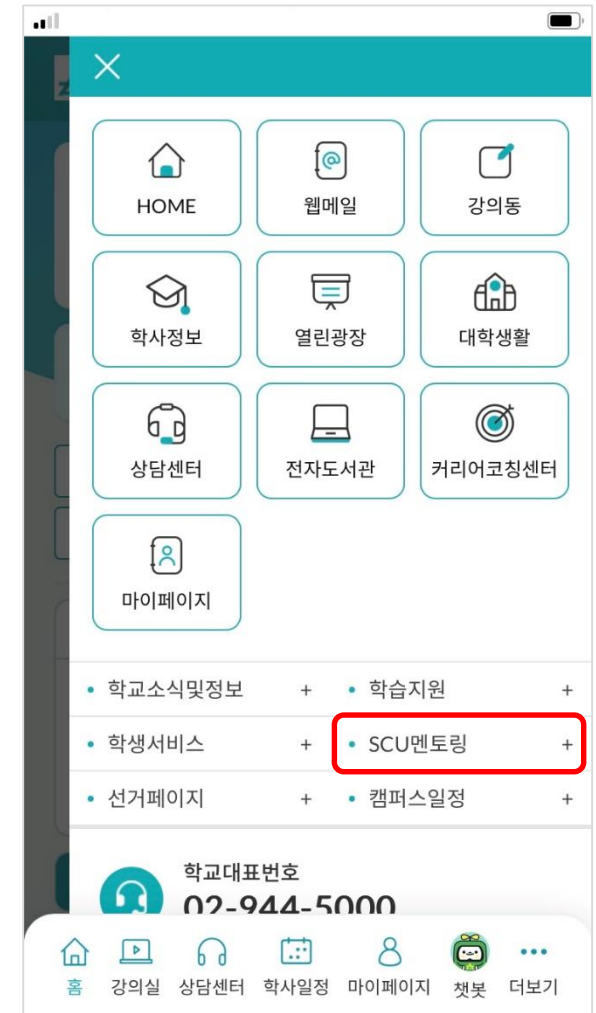 HOME
웹메일
강의동
학사정보
열린광장
대학생활
상담센터
전자도서관
커리어코칭센터
마이페이지
• 학교소식및정보 +
• 학습지원 +
• 학생서비스 +
• SCU멘토링 +
• 선거페이지 +
• 캠퍼스일정 +
학교대표번호
02-944-5000
홈
강의실
상담센터
학사일정
마이페이지
챗봇
더보기